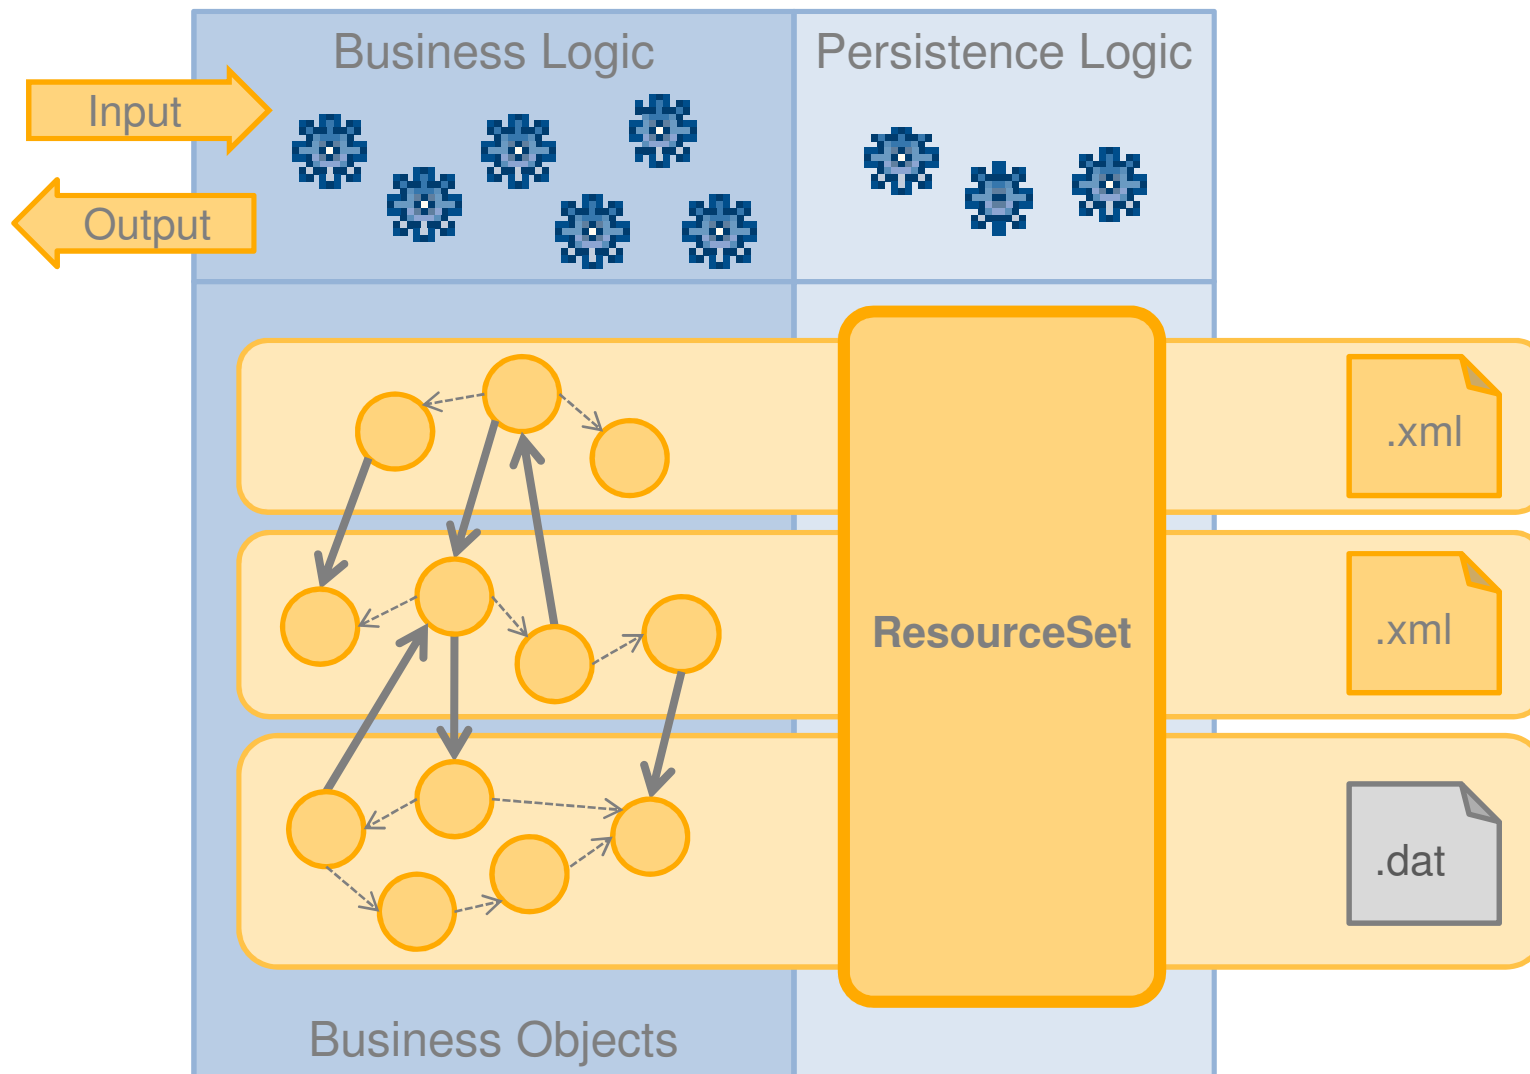 Business Logic
Persistence Logic
Input
Output
.xml
.xml
ResourceSet
.dat
Business Objects